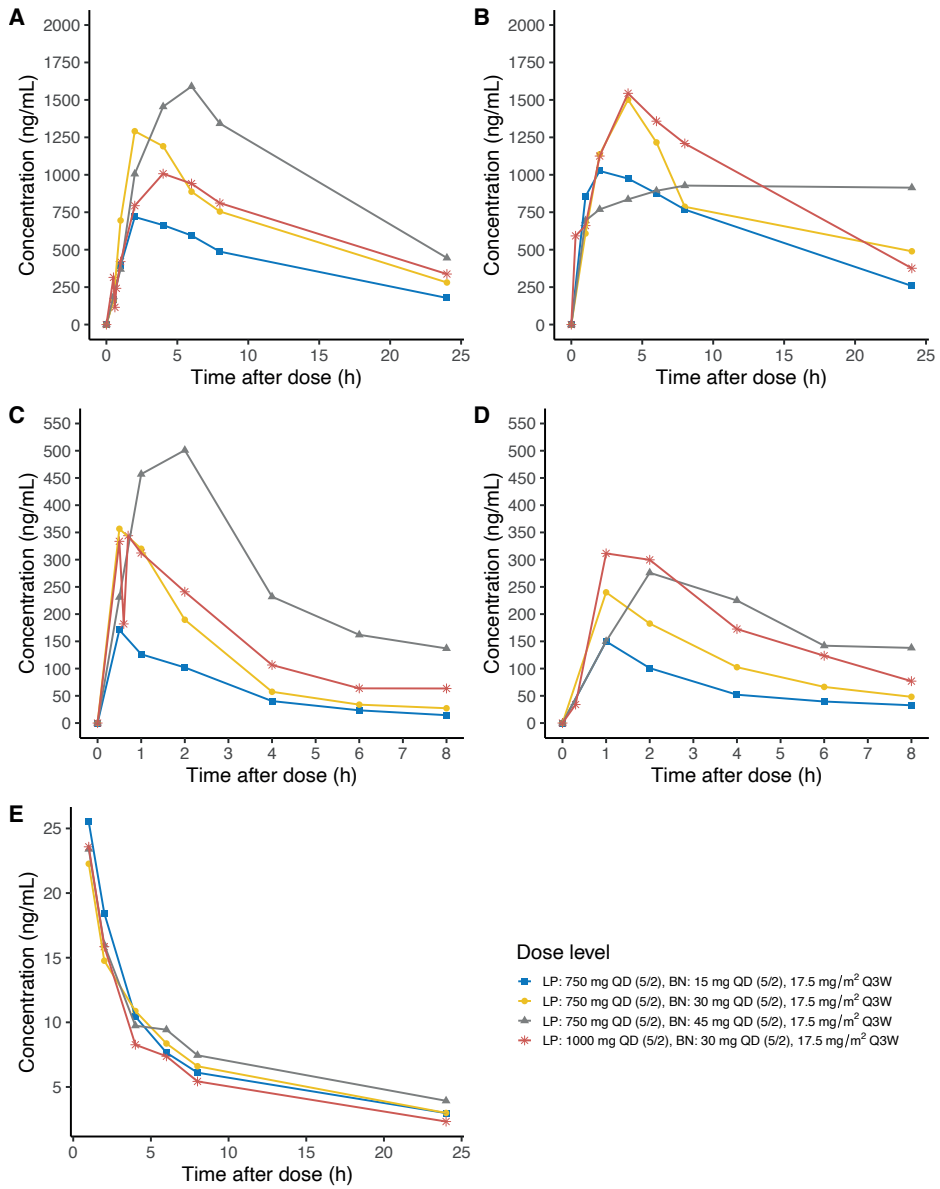 A
2000
1750
1500
1250
1000
750
500
250
0
Concentration (ng/mL)
0 5 10 15 20 25
Time after dose (h)
B
2000
1750
1500
1250
1000
750
500
250
0
Concentration (ng/mL)
0 5 10 15 20 25
Time after dose (h)
C
550
500
450
400
350
300
250
200
150
100
50
0
Concentration (ng/mL)
0 1 2 3 4 5 6 7 8
Time after dose (h)
D
550
500
450
400
350
300
250
200
150
100
50
0
Concentration (ng/mL)
0 1 2 3 4 5 6 7 8
Time after dose (h)
E
25
20
15
10
5
Concentration (ng/mL)
0 5 10 15 20 25
Time after dose (h)
Dose level
LP: 750 mg QD (5/2), BN: 15 mg QD (5/2), 17.5 mg/m² Q3W
LP: 750 mg QD (5/2), BN: 30 mg QD (5/2), 17.5 mg/m² Q3W
LP: 750 mg QD (5/2), BN: 45 mg QD (5/2), 17.5 mg/m² Q3W
LP: 1000 mg QD (5/2), BN: 30 mg QD (5/2), 17.5 mg/m² Q3W